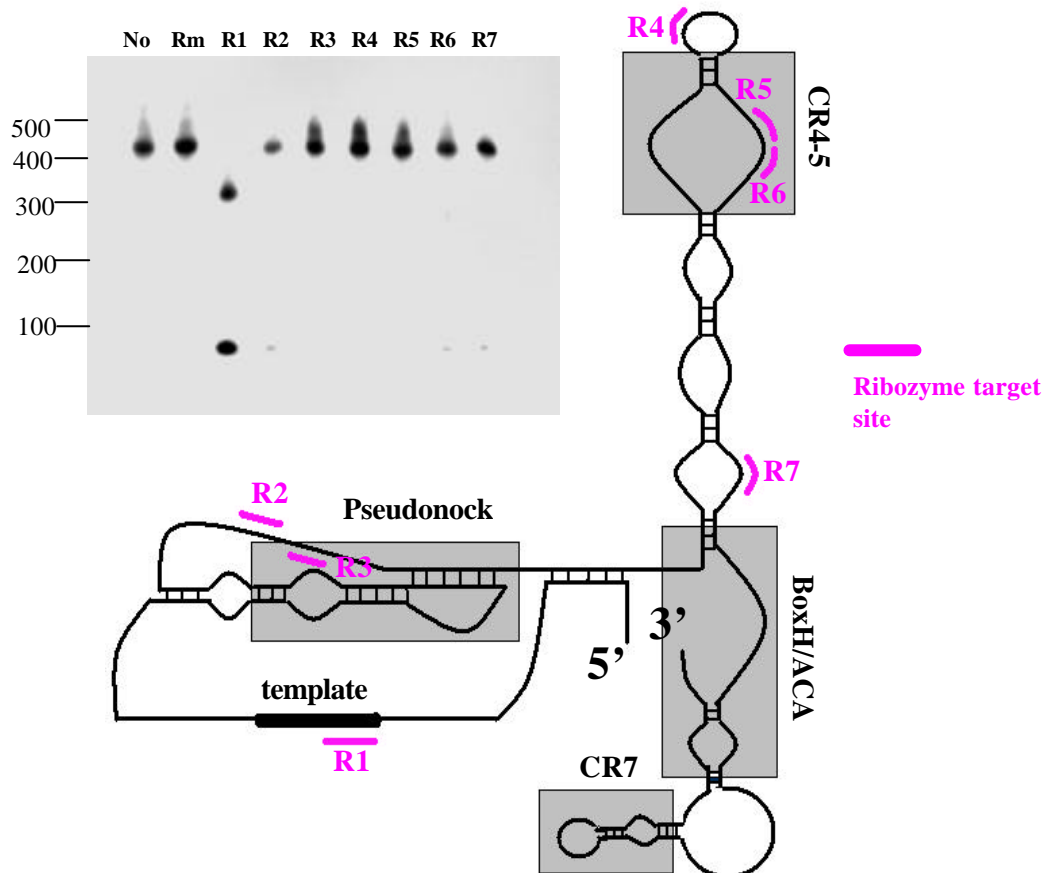 No Rm R1 R2 R3 R4 R5 R6 R7
500
400
300
200
100
R4
R5
R6
CR4-5
Ribozyme target
site
R7
R2
Pseudonock
R3
5’
3’
BoxH/ACA
template
R1
CR7